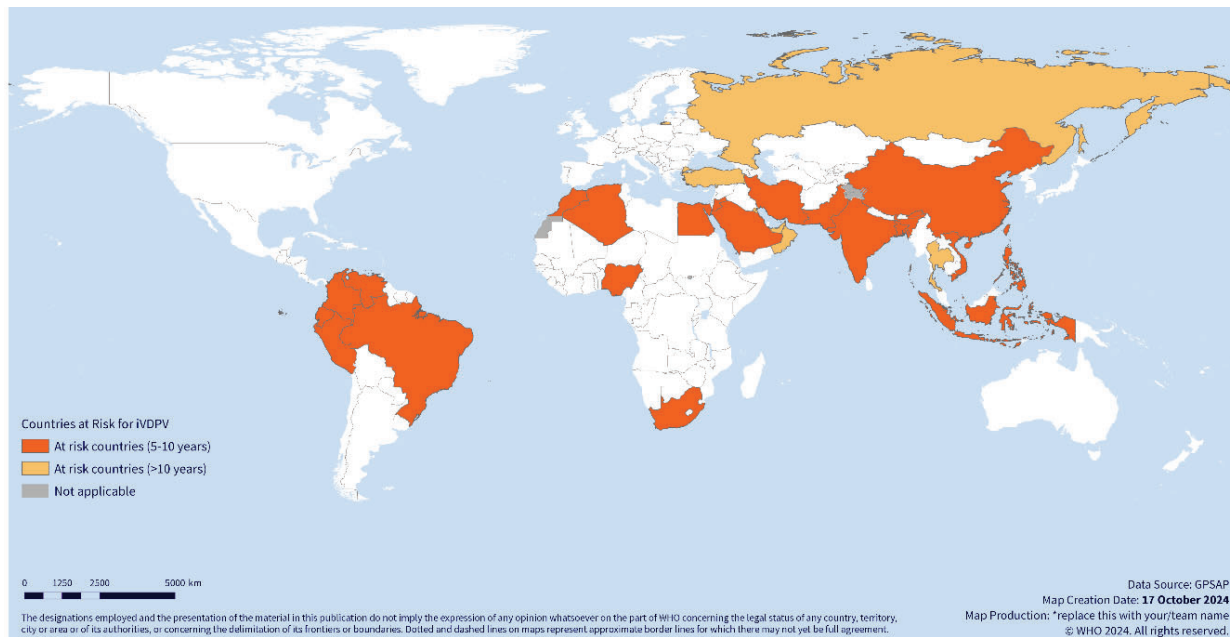 Countries at Risk for iVDPV
At risk countries (5-10 years)
At risk countries (>10 years)
Not applicable
0 1250 2500 5000 km
Data Source: GPSAP
Map Creation Date: 17 October 2024
Map Production: *replace this with your/team name
© WHO 2024. All rights reserved.
The designations employed and the presentation of the material in this publication do not imply the expression of any opinion whatsoever on the part of WHO concerning the legal status of any country, territory,
city or area or of its authorities, or concerning the delimitation of its frontiers or boundaries. Dotted and dashed lines on maps represent approximate border lines for which there may not yet be full agreement.